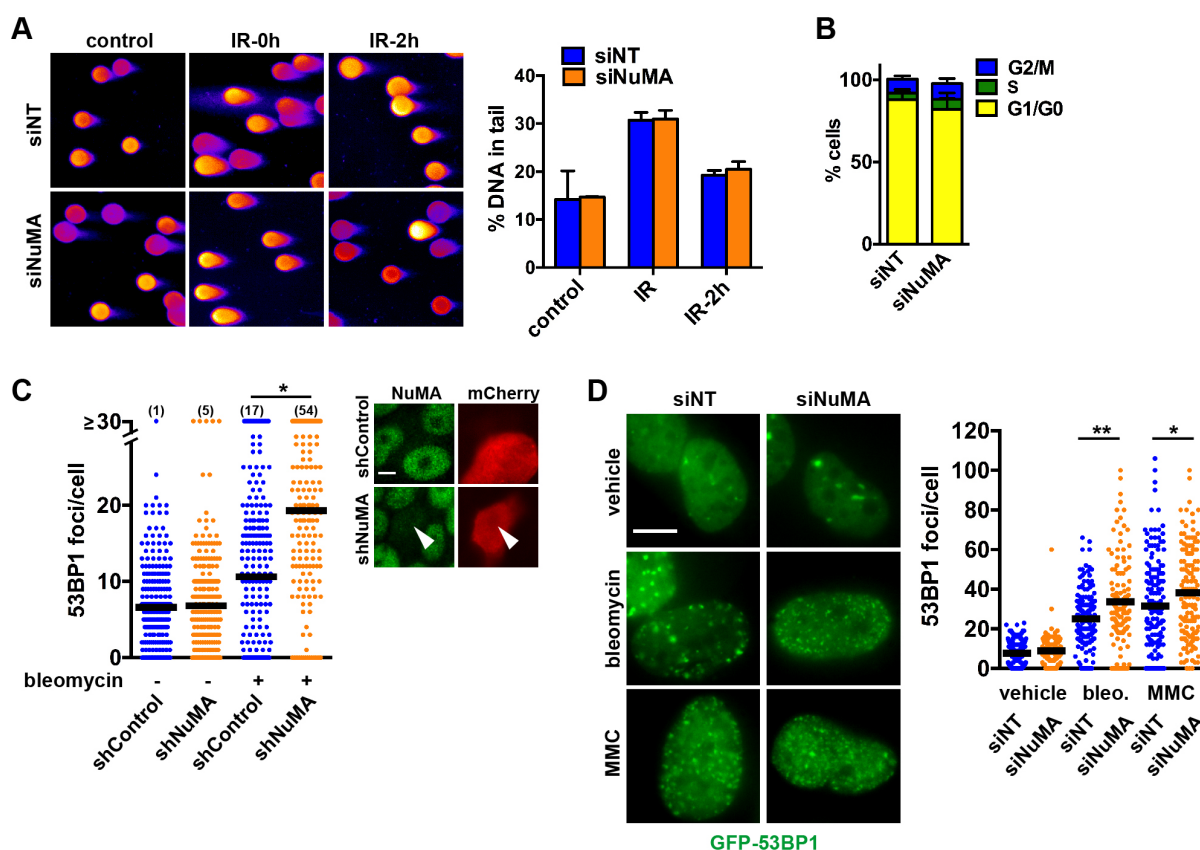 A
control
IR-0h
IR-2h
siNT
siNuMA
siNT
siNuMA
% DNA in tail
40
30
20
10
0
control
IR
IR-2h
B
G2/M
S
G1/G0
% cells
100
50
0
siNT
siNuMA
C
53BP1 foci/cell
≥30
20
10
0
(1)
(5)
(17)
(54)
*
bleomycin
-
-
+
+
shControl
shNuMA
shControl
shNuMA
NuMA
mCherry
shControl
shNuMA
D
siNT
siNuMA
vehicle
bleomycin
MMC
GFP-53BP1
53BP1 foci/cell
120
100
80
60
40
20
0
**
*
vehicle
bleo.
MMC
siNT
siNuMA
siNT
siNuMA
siNT
siNuMA